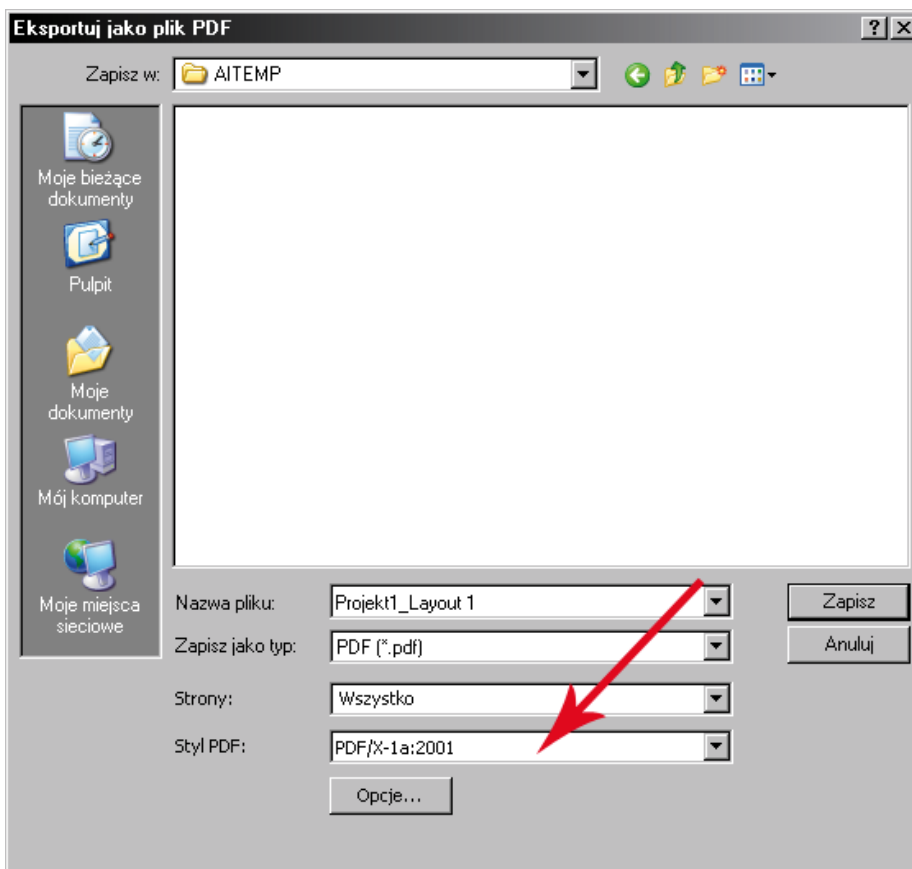 Eksportuj jako plik PDF
Zapisz w: AITEMP
Moje bieżące
dokumenty
Pulpit
Moje
dokumenty
Mój komputer
Moje miejsca
sieciowe
Nazwa pliku: Projekt1_Layout 1 Zapisz
Zapisz jako typ: PDF (*.pdf) Anuluj
Strony: Wszystko
Styl PDF: PDF/X-1a:2001
Opcje...